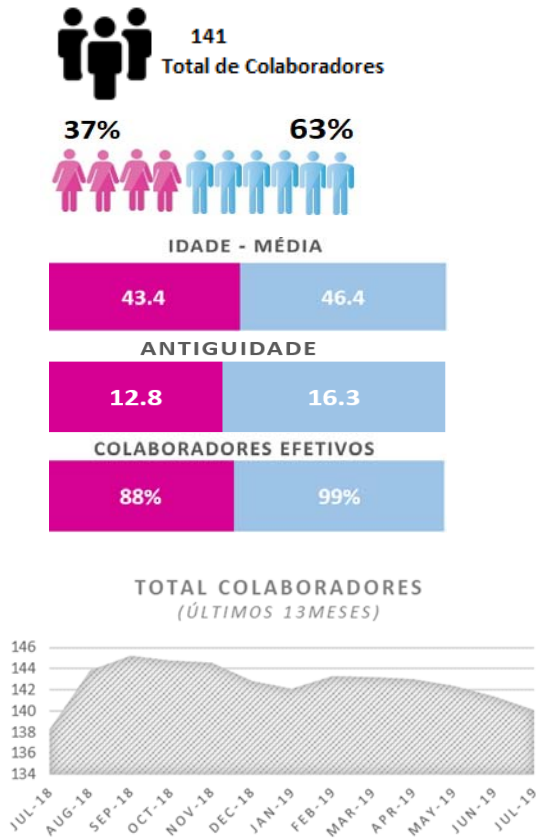 141
Total de Colaboradores
37% 63%
IDADE - MÉDIA
43.4 46.4
ANTIGUIDADE
12.8 16.3
COLABORADORES EFETIVOS
88% 99%
TOTAL COLABORADORES
(ÚLTIMOS 13MESES)
146
144
142
140
138
136
134
JUL-18 AUG-18 SEP-18 OCT-18 NOV-18 DEC-18 JAN-19 FEB-19 MAR-19 APR-19 MAY-19 JUN-19 JUL-19